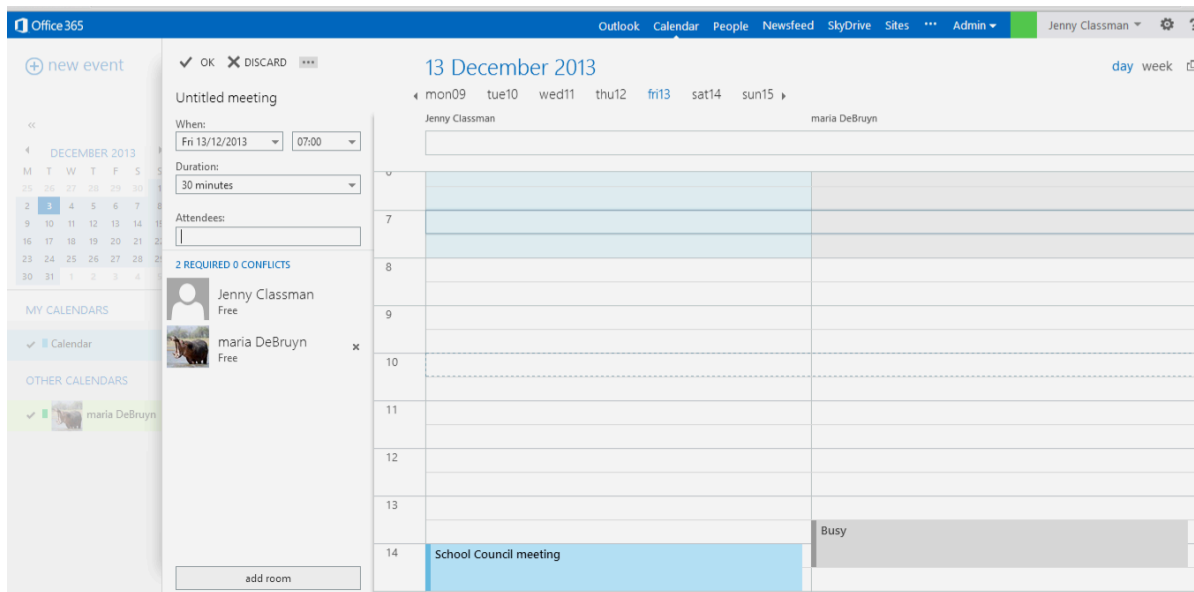 Office 365
Outlook Calendar People Newsfeed SkyDrive Sites ••• Admin Jenny Classman
new event
OK DISCARD •••
Untitled meeting
When:
Fri 13/12/2013 07:00
Duration:
30 minutes
Attendees:
2 REQUIRED 0 CONFLICTS
Jenny Classman
Free
maria DeBruyn
Free
×
add room
«
DECEMBER 2013
M T W T F S S
25 26 27 28 29 30 1
2 3 4 5 6 7 8
9 10 11 12 13 14 15
16 17 18 19 20 21
23 24 25 26 27 28
30 31 1 2 3 4
MY CALENDARS
Calendar
OTHER CALENDARS
maria DeBruyn
13 December 2013
day week
mon09 tue10 wed11 thu12 fri13 sat14 sun15
Jenny Classman maria DeBruyn
7
8
9
10
11
12
13
Busy
14
School Council meeting